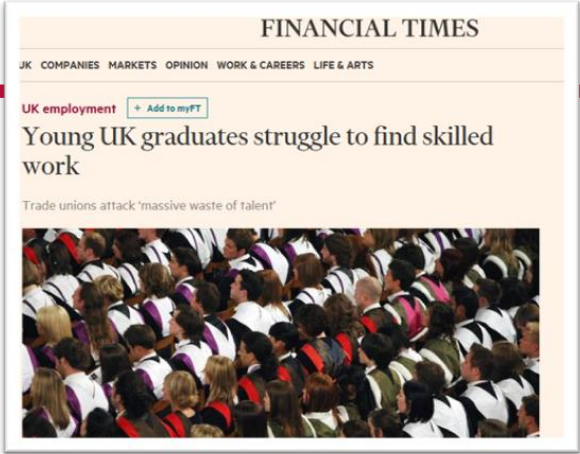 FINANCIAL TIMES
UK COMPANIES MARKETS OPINION WORK & CAREERS LIFE & ARTS
UK employment + Add to myFT
Young UK graduates struggle to find skilled
work
Trade unions attack 'massive waste of talent'